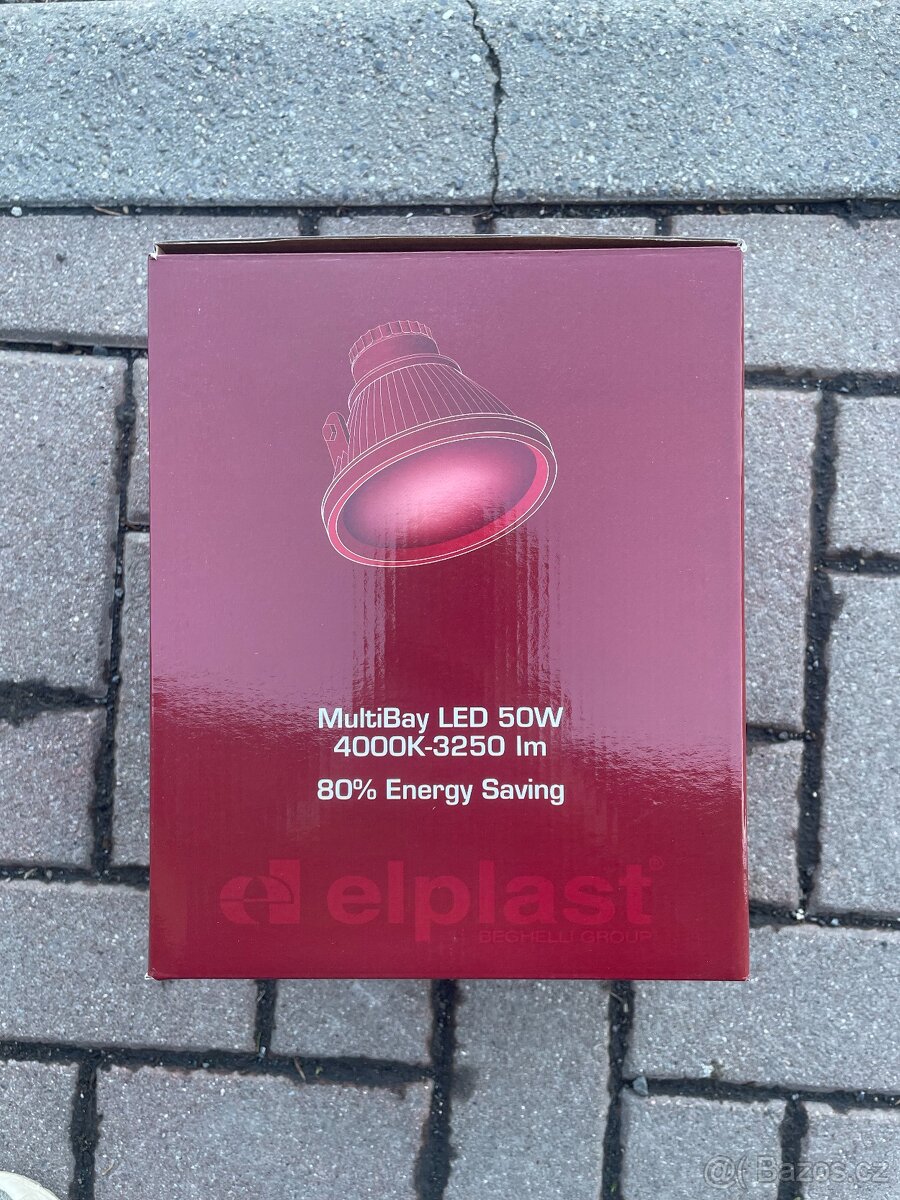 MultiBay LED 50W
4000K-3250 lm
80% Energy Saving
elplast®
BEGHELLI GROUP
Bazos.cz